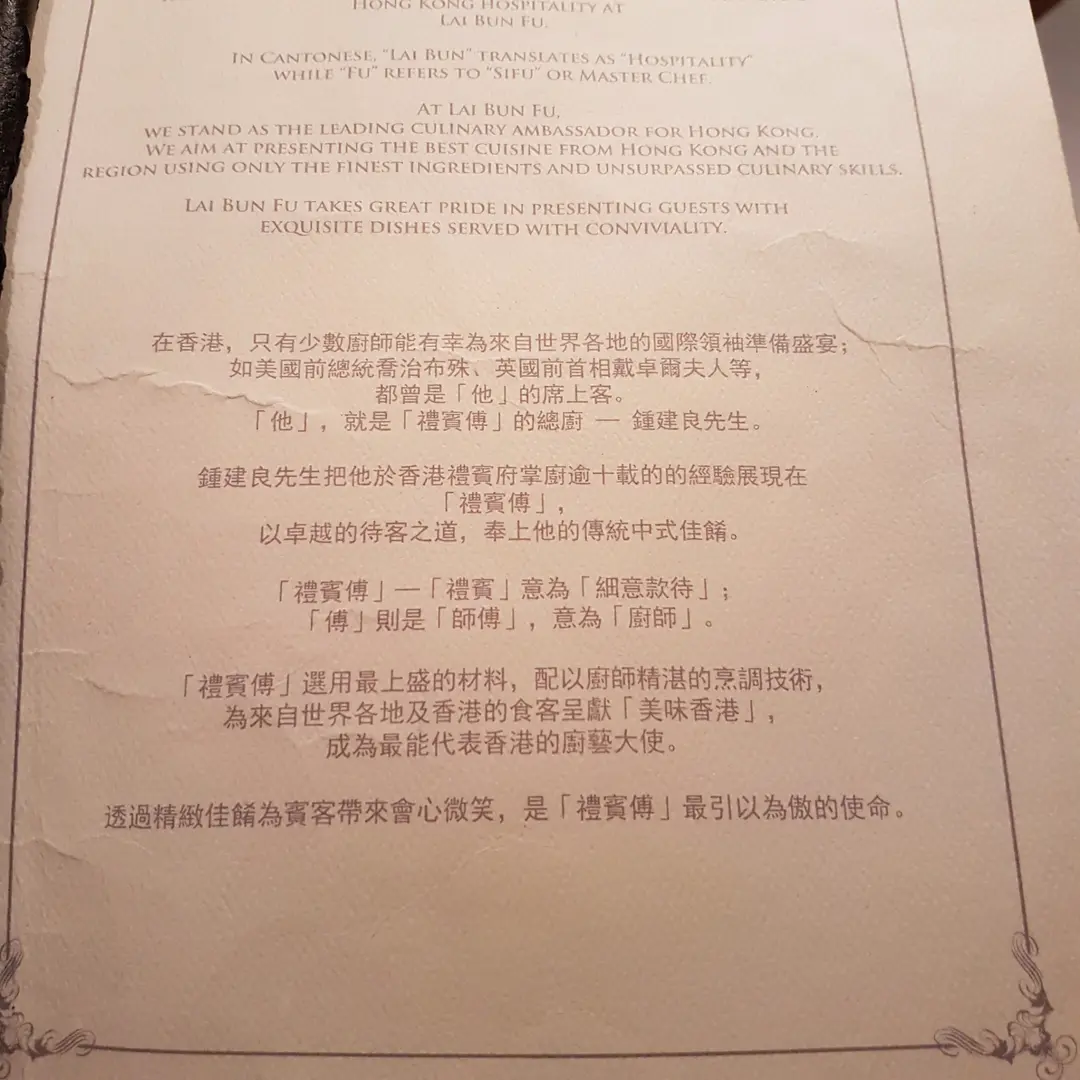 HONG KONG HOSPITALITY AT
LAI BUN FU.
IN CANTONESE, "LAI BUN" TRANSLATES AS "HOSPITALITY"
WHILE "FU" REFERS TO "SIFU" OR MASTER CHEF.
AT LAI BUN FU,
WE STAND AS THE LEADING CULINARY AMBASSADOR FOR HONG KONG.
WE AIM AT PRESENTING THE BEST CUISINE FROM HONG KONG AND THE
REGION USING ONLY THE FINEST INGREDIENTS AND UNSURPASSED CULINARY SKILLS.
LAI BUN FU TAKES GREAT PRIDE IN PRESENTING GUESTS WITH
EXQUISITE DISHES SERVED WITH CONVIVIALITY.
在香港，只有少數廚師能有幸為來自世界各地的國際領袖準備盛宴；
如美國前總統喬治布殊、英國前首相戴卓爾夫人等，
都曾是「他」的席上客。
「他」，就是「禮賓傅」的總廚 — 鍾建良先生。
鍾建良先生把他於香港禮賓府掌廚逾十載的的經驗展現在
「禮賓傅」，
以卓越的待客之道，奉上他的傳統中式佳餚。
「禮賓傅」—「禮賓」意為「細意款待」；
「傅」則是「師傅」，意為「廚師」。
「禮賓傅」選用最上盛的材料，配以廚師精湛的烹調技術，
為來自世界各地及香港的食客呈獻「美味香港」，
成為最能代表香港的廚藝大使。
透過精緻佳餚為賓客帶來會心微笑，是「禮賓傅」最引以為傲的使命。